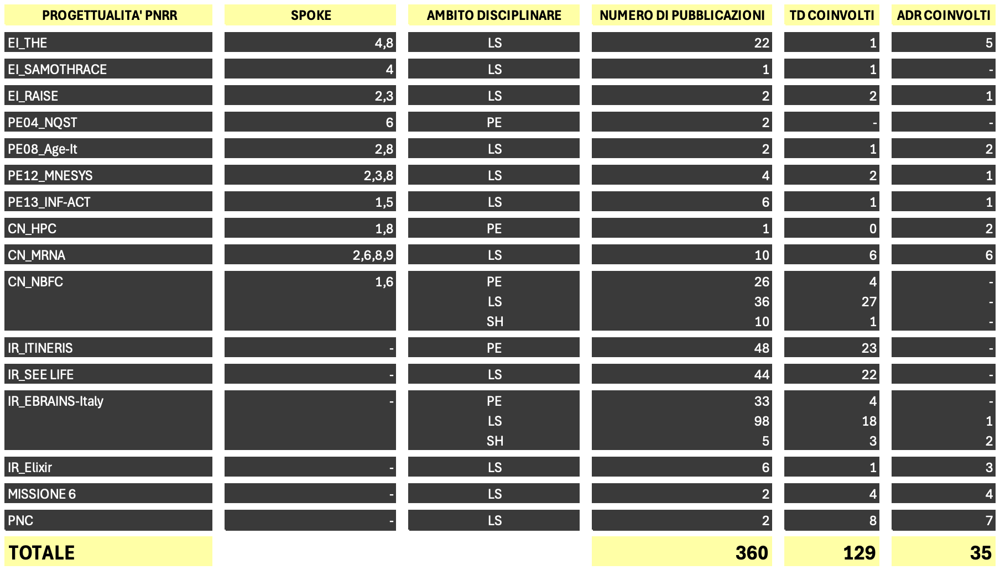 PROGETTUALITA' PNRR SPOKE AMBITO DISCIPLINARE NUMERO DI PUBBLICAZIONI TD COINVOLTI ADR COINVOLTI
EI_THE 4,8 LS 22 1 5
EI_SAMOTHRACE 4 LS 1 1 -
EI_RAISE 2,3 LS 2 2 1
PE04_NQST 6 PE 2 - -
PE08_Age-It 2,8 LS 2 1 2
PE12_MNESYS 2,3,8 LS 4 2 1
PE13_INF-ACT 1,5 LS 6 1 1
CN_HPC 1,8 PE 1 0 2
CN_MRNA 2,6,8,9 LS 10 6 6
CN_NBFC 1,6 PE 26 4 -
LS 36 27 -
SH 10 1 -
IR_ITINERIS - PE 48 23 -
IR_SEE LIFE - LS 44 22 -
IR_EBRAINS-Italy - PE 33 4 -
LS 98 18 1
SH 5 3 2
IR_Elixir - LS 6 1 3
MISSIONE 6 - LS 2 4 4
PNC - LS 2 8 7
TOTALE 360 129 35